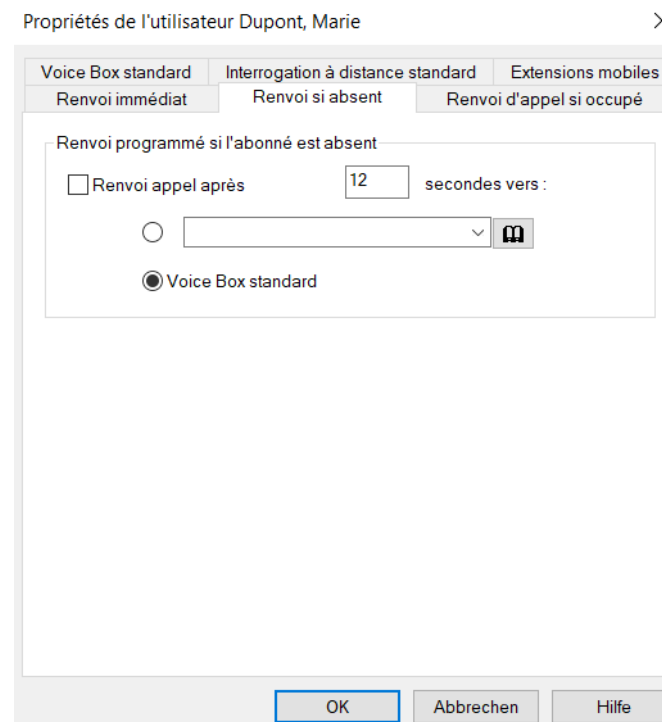 Propriétés de l'utilisateur Dupont, Marie
Voice Box standard Interrogation à distance standard Extensions mobiles
Renvoi immédiat Renvoi si absent Renvoi d'appel si occupé
Renvoi programmé si l'abonné est absent
Renvoi appel après 12 secondes vers :
Voice Box standard
OK Abbrechen Hilfe